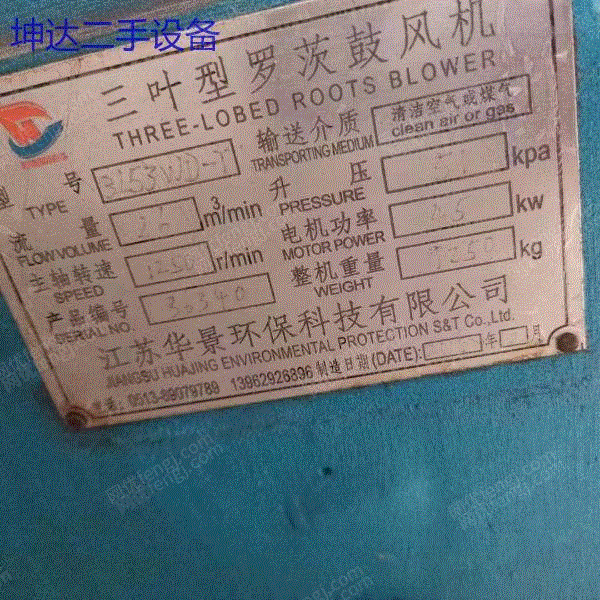 坤达二手设备
三叶型罗茨鼓风机
THREE-LOBED ROOTS BLOWER
型 号
TYPE
输送介质
TRANSPORTING MEDIUM
清洁空气或煤气
clean air or gas
流 量
FLOW VOLUME
m³/min
升 压
PRESSURE
kpa
主轴转速
SPEED
r/min
电机功率
MOTOR POWER
45
kw
产品编号
SERIAL NO.
整机重量
WEIGHT
kg
江苏华景环保科技有限公司
JIANGSU HUAJING ENVIRONMENTAL PROTECTION S&T Co.,Ltd.
0513-89079789 13962926896 制造日期(DATE): 年 月